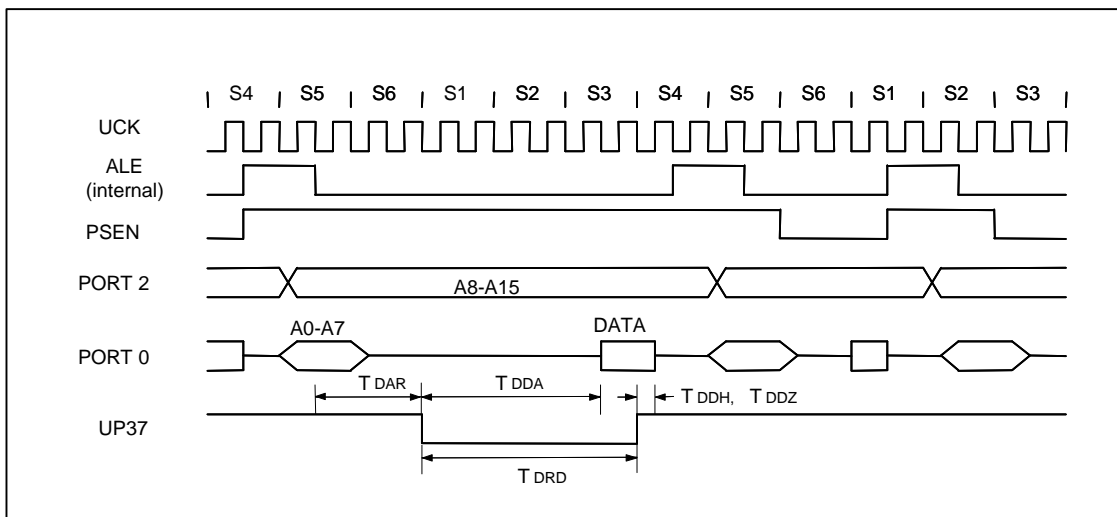 S4 S5 S6 S1 S2 S3 S4 S5 S6 S1 S2 S3
UCK
ALE
(internal)
PSEN
PORT 2
A8-A15
A0-A7
DATA
PORT 0
T DAR
T DDA
T DDH, T DDZ
UP37
T DRD